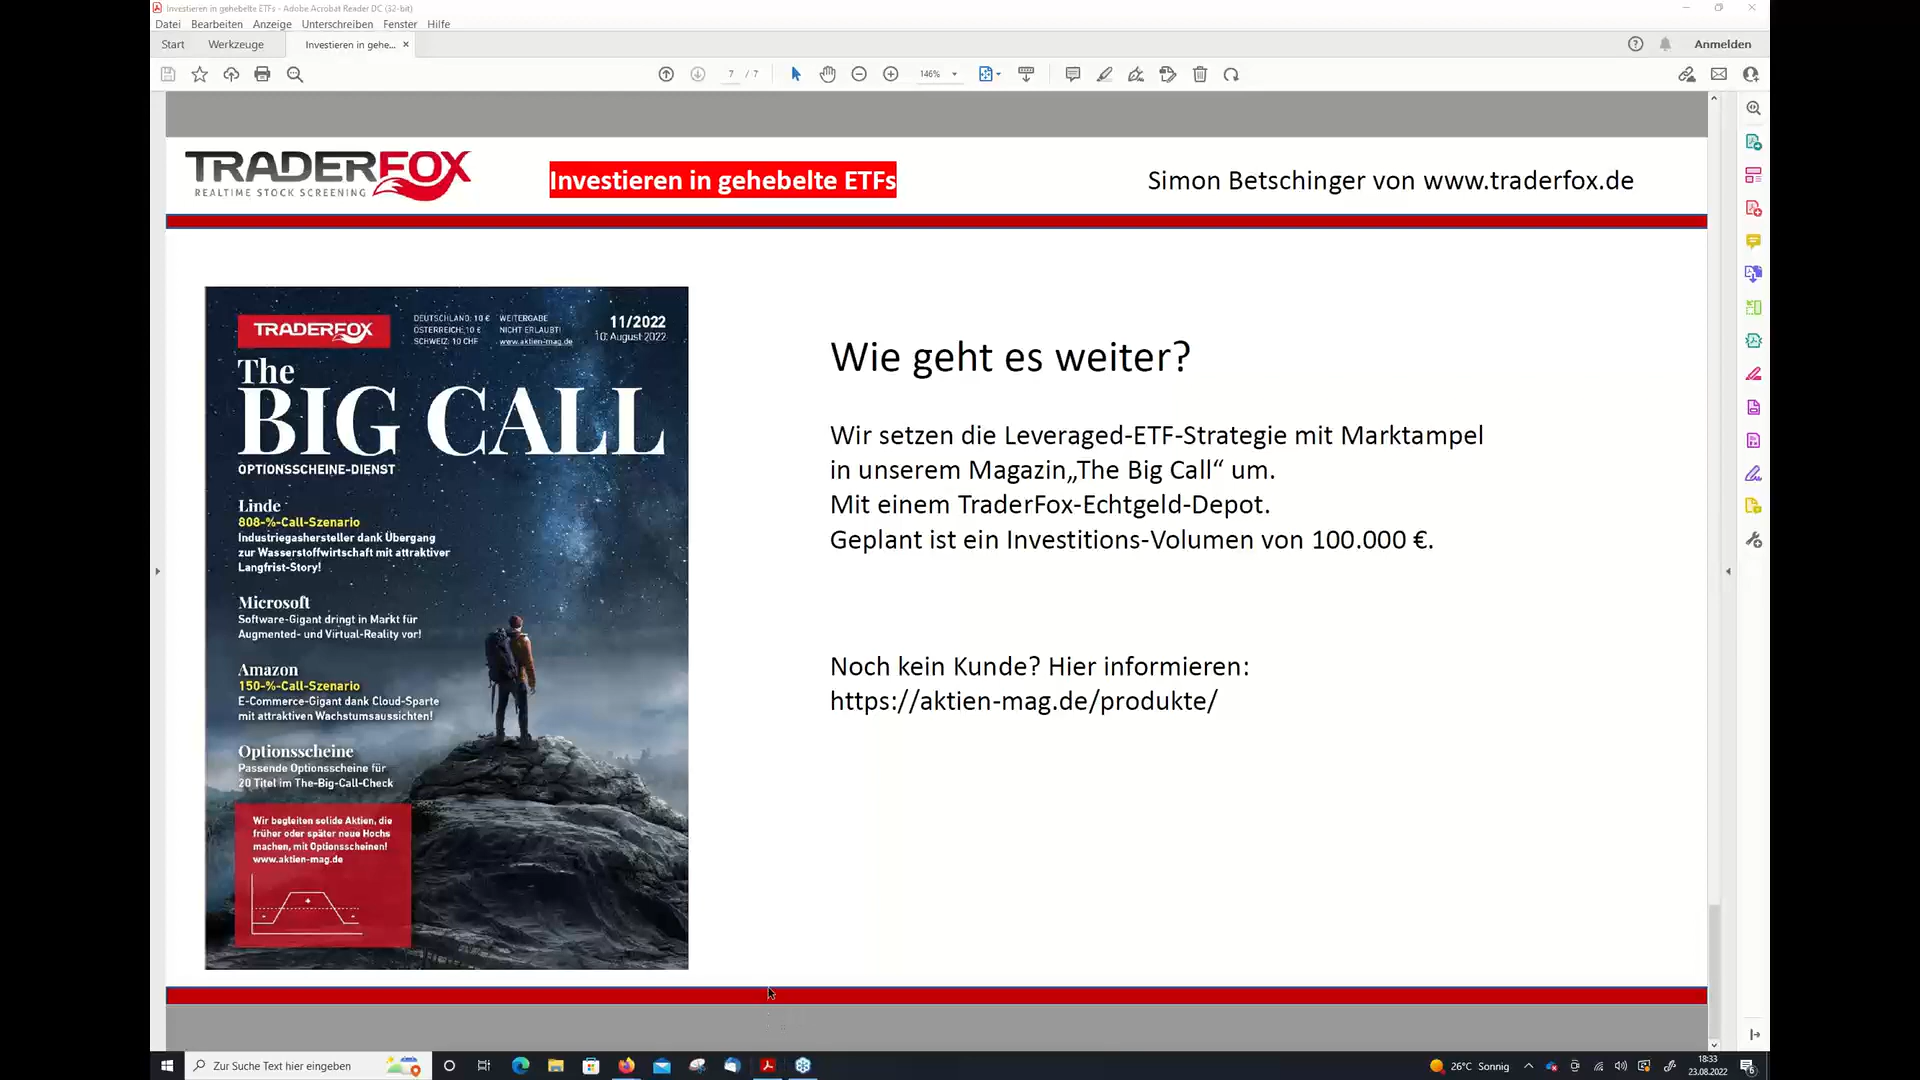 Investieren in gehebelte ETFs - Adobe Acrobat Reader DC (32-bit)
Datei Bearbeiten Anzeige Unterschreiben Fenster Hilfe
Start Werkzeuge Investieren in gehe... × Anmelden
7 / 7 146%
TRADERFOX
REALTIME STOCK SCREENING
Investieren in gehebelte ETFs
Simon Betschinger von www.traderfox.de
TRADERFOX
DEUTSCHLAND: 10 €
ÖSTERREICH: 10 €
SCHWEIZ: 10 CHF
WEITERGABE
NICHT ERLAUBT!
www.aktien-mag.de
11/2022
10. August 2022
The
BIG CALL
OPTIONSSCHEINE-DIENST
Linde
808-%-Call-Szenario
Industriegashersteller dank Übergang
zur Wasserstoffwirtschaft mit attraktiver
Langfrist-Story!
Microsoft
Software-Gigant dringt in Markt für
Augmented- und Virtual-Reality vor!
Amazon
150-%-Call-Szenario
E-Commerce-Gigant dank Cloud-Sparte
mit attraktiven Wachstumsaussichten!
Optionsscheine
Passende Optionsscheine für
20 Titel im The-Big-Call-Check
Wir begleiten solide Aktien, die
früher oder später neue Hochs
machen, mit Optionsscheinen!
www.aktien-mag.de
Wie geht es weiter?
Wir setzen die Leveraged-ETF-Strategie mit Marktampel
in unserem Magazin„The Big Call“ um.
Mit einem TraderFox-Echtgeld-Depot.
Geplant ist ein Investitions-Volumen von 100.000 €.
Noch kein Kunde? Hier informieren:
https://aktien-mag.de/produkte/
Zur Suche Text hier eingeben
26°C Sonnig
18:33
23.08.2022